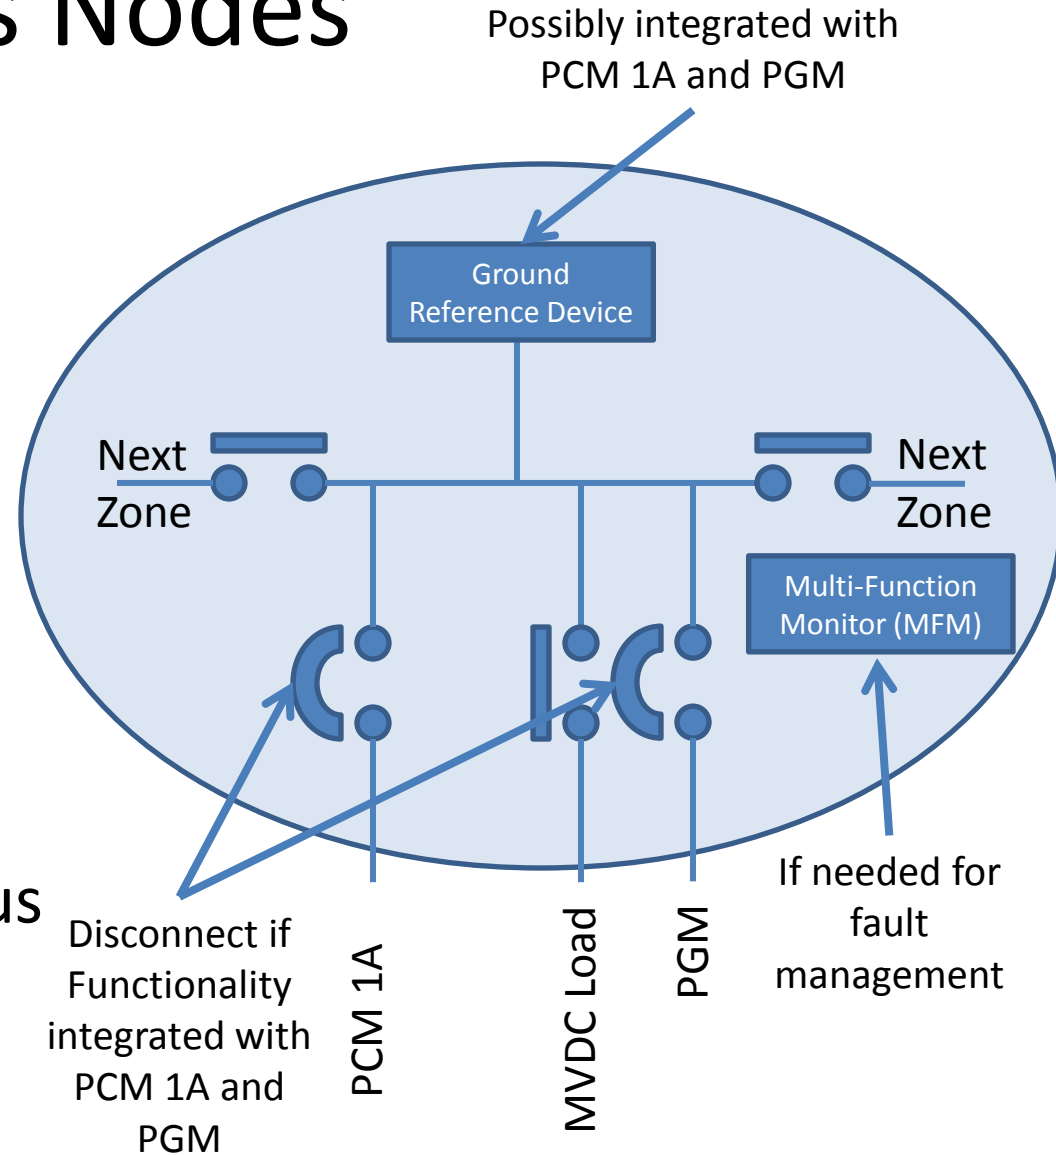 s Nodes
Possibly integrated with
PCM 1A and PGM
Ground
Reference Device
Next
Zone
Next
Zone
Multi-Function
Monitor (MFM)
us
Disconnect if
Functionality
integrated with
PCM 1A and
PGM
PCM 1A
MVDC Load
PGM
If needed for
fault
management